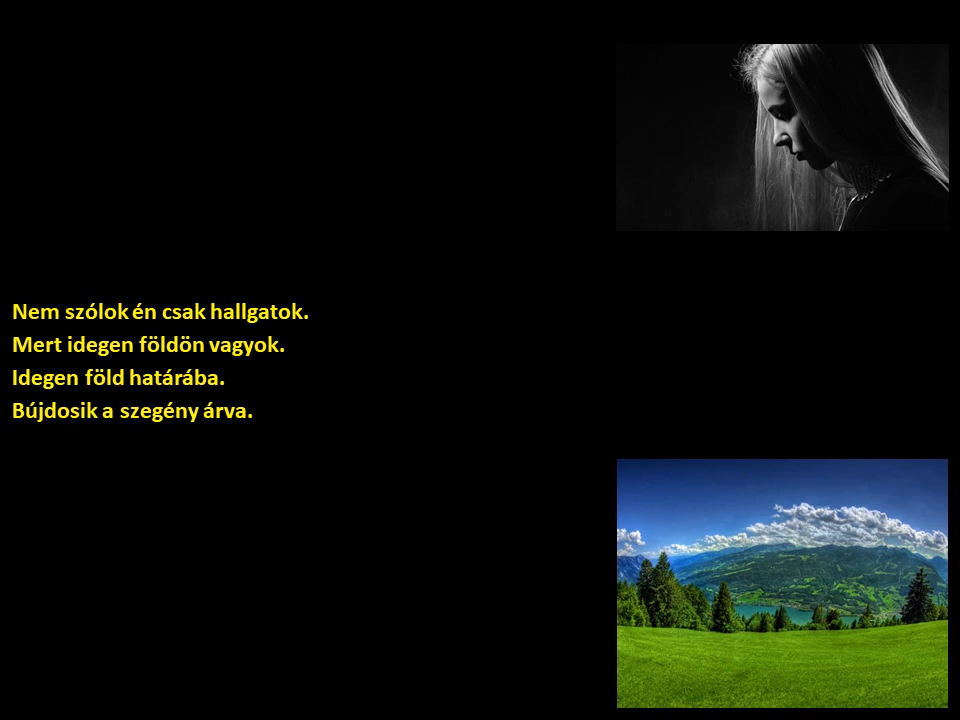 Nem szólok én csak hallgatok.
Mert idegen földön vagyok.
Idegen föld határába.
Bújdosik a szegény árva.